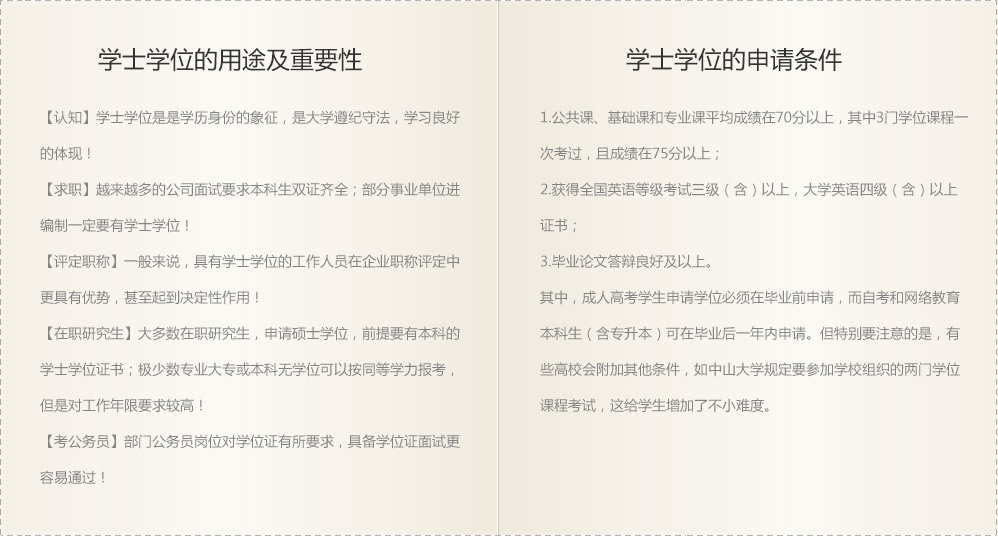 学士学位的用途及重要性
【认知】学士学位是是学历身份的象征，是大学遵纪守法，学习良好
的体现！
【求职】越来越多的公司面试要求本科生双证齐全；部分事业单位进
编制一定要有学士学位！
【评定职称】一般来说，具有学士学位的工作人员在企业职称评定中
更具有优势，甚至起到决定性作用！
【在职研究生】大多数在职研究生，申请硕士学位，前提要有本科的
学士学位证书；极少数专业大专或本科无学位可以按同等学力报考，
但是对工作年限要求较高！
【考公务员】部门公务员岗位对学位证有所要求，具备学位证面试更
容易通过！
学士学位的申请条件
1.公共课、基础课和专业课平均成绩在70分以上，其中3门学位课程一
次考过，且成绩在75分以上；
2.获得全国英语等级考试三级（含）以上，大学英语四级（含）以上
证书；
3.毕业论文答辩良好及以上。
其中，成人高考学生申请学位必须在毕业前申请，而自考和网络教育
本科生（含专升本）可在毕业后一年内申请。但特别要注意的是，有
些高校会附加其他条件，如中山大学规定要参加学校组织的两门学位
课程考试，这给学生增加了不小难度。